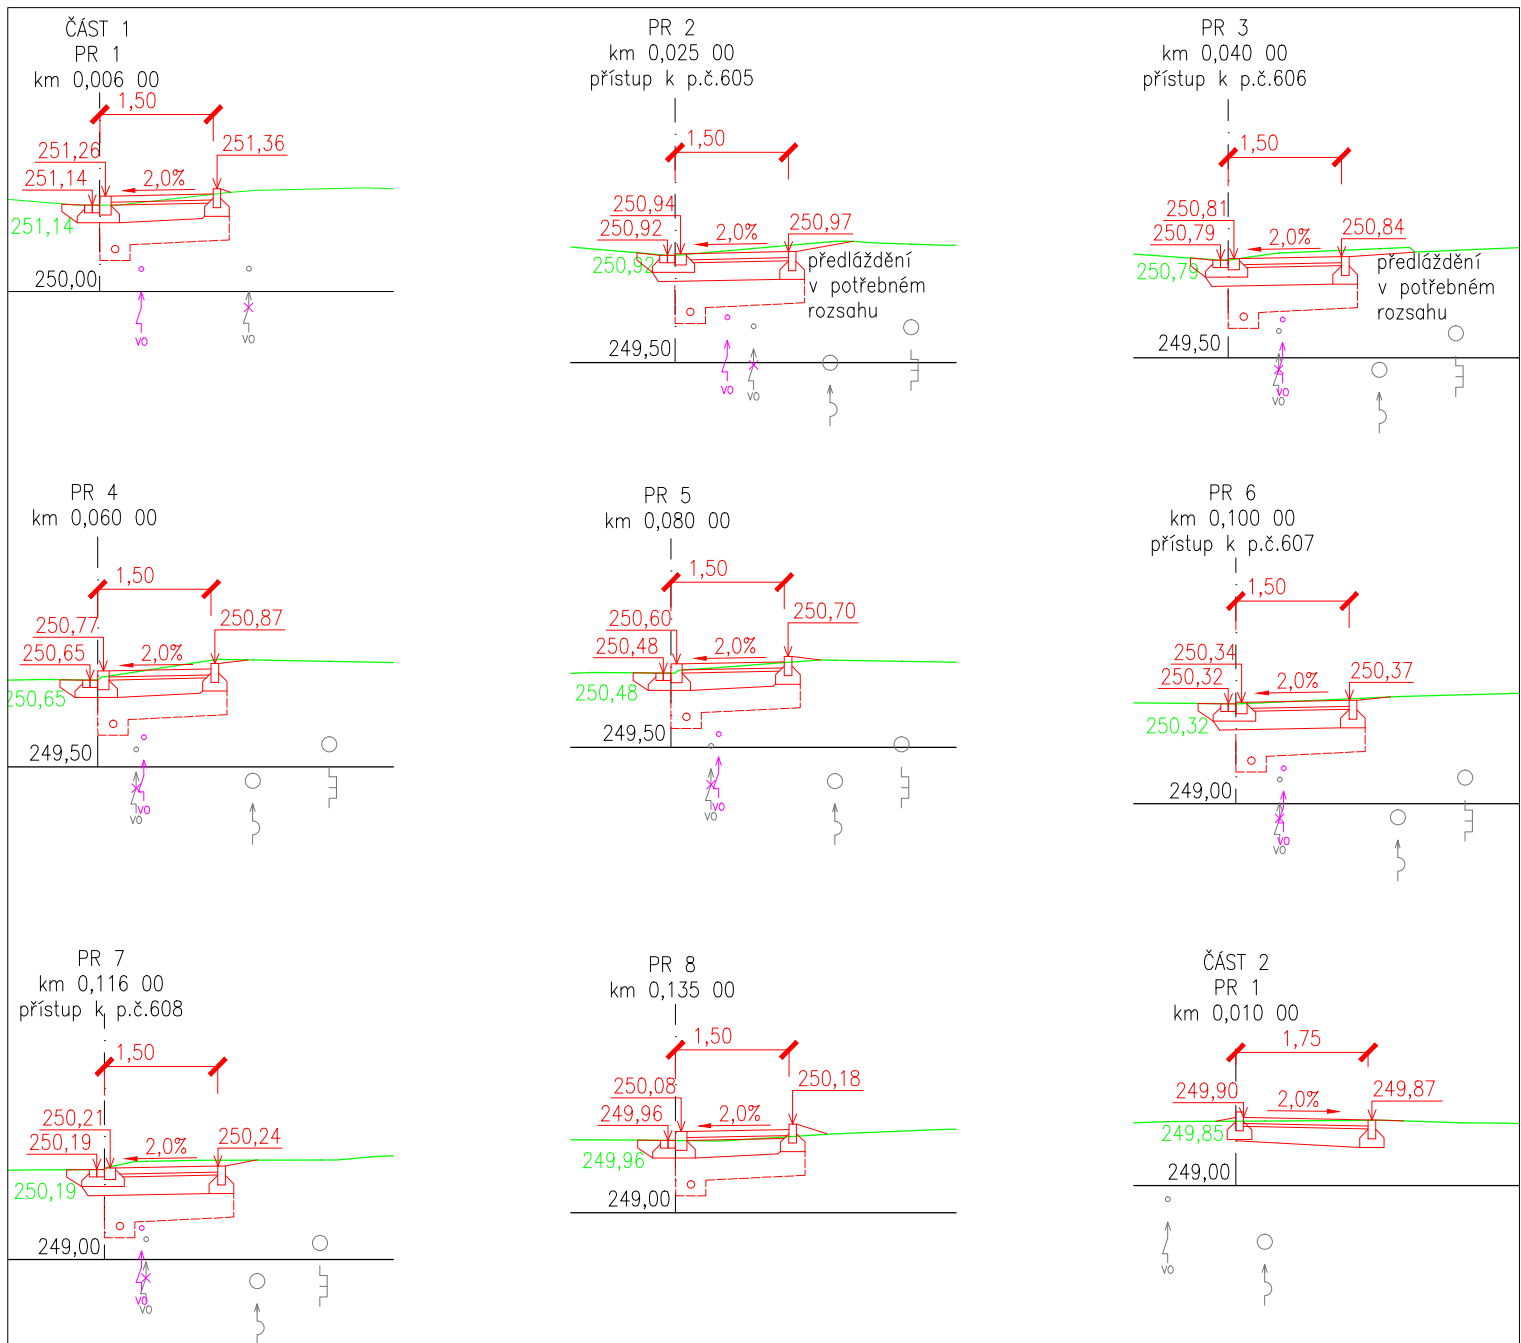 ČÁST 1
PR 1
km 0,006 00
1,50
251,26
251,36
251,14
2,0%
251,14
250,00
VO
VO
PR 2
km 0,025 00
přístup k p.č.605
1,50
250,94
250,92
2,0%
250,97
250,92
předláždění
v potřebném
rozsahu
249,50
VO
VO
PR 3
km 0,040 00
přístup k p.č.606
1,50
250,81
250,79
2,0%
250,84
250,79
předláždění
v potřebném
rozsahu
249,50
VO
VO
PR 4
km 0,060 00
1,50
250,77
250,87
250,65
2,0%
250,65
249,50
VO
VO
PR 5
km 0,080 00
1,50
250,60
250,70
250,48
2,0%
250,48
249,50
VO
VO
PR 6
km 0,100 00
přístup k p.č.607
1,50
250,34
250,32
2,0%
250,37
250,32
249,00
VO
VO
PR 7
km 0,116 00
přístup k p.č.608
1,50
250,21
250,19
2,0%
250,24
250,19
249,00
VO
VO
PR 8
km 0,135 00
1,50
250,08
250,18
249,96
2,0%
249,96
249,00
ČÁST 2
PR 1
km 0,010 00
1,75
249,90
2,0%
249,87
249,85
249,00
VO